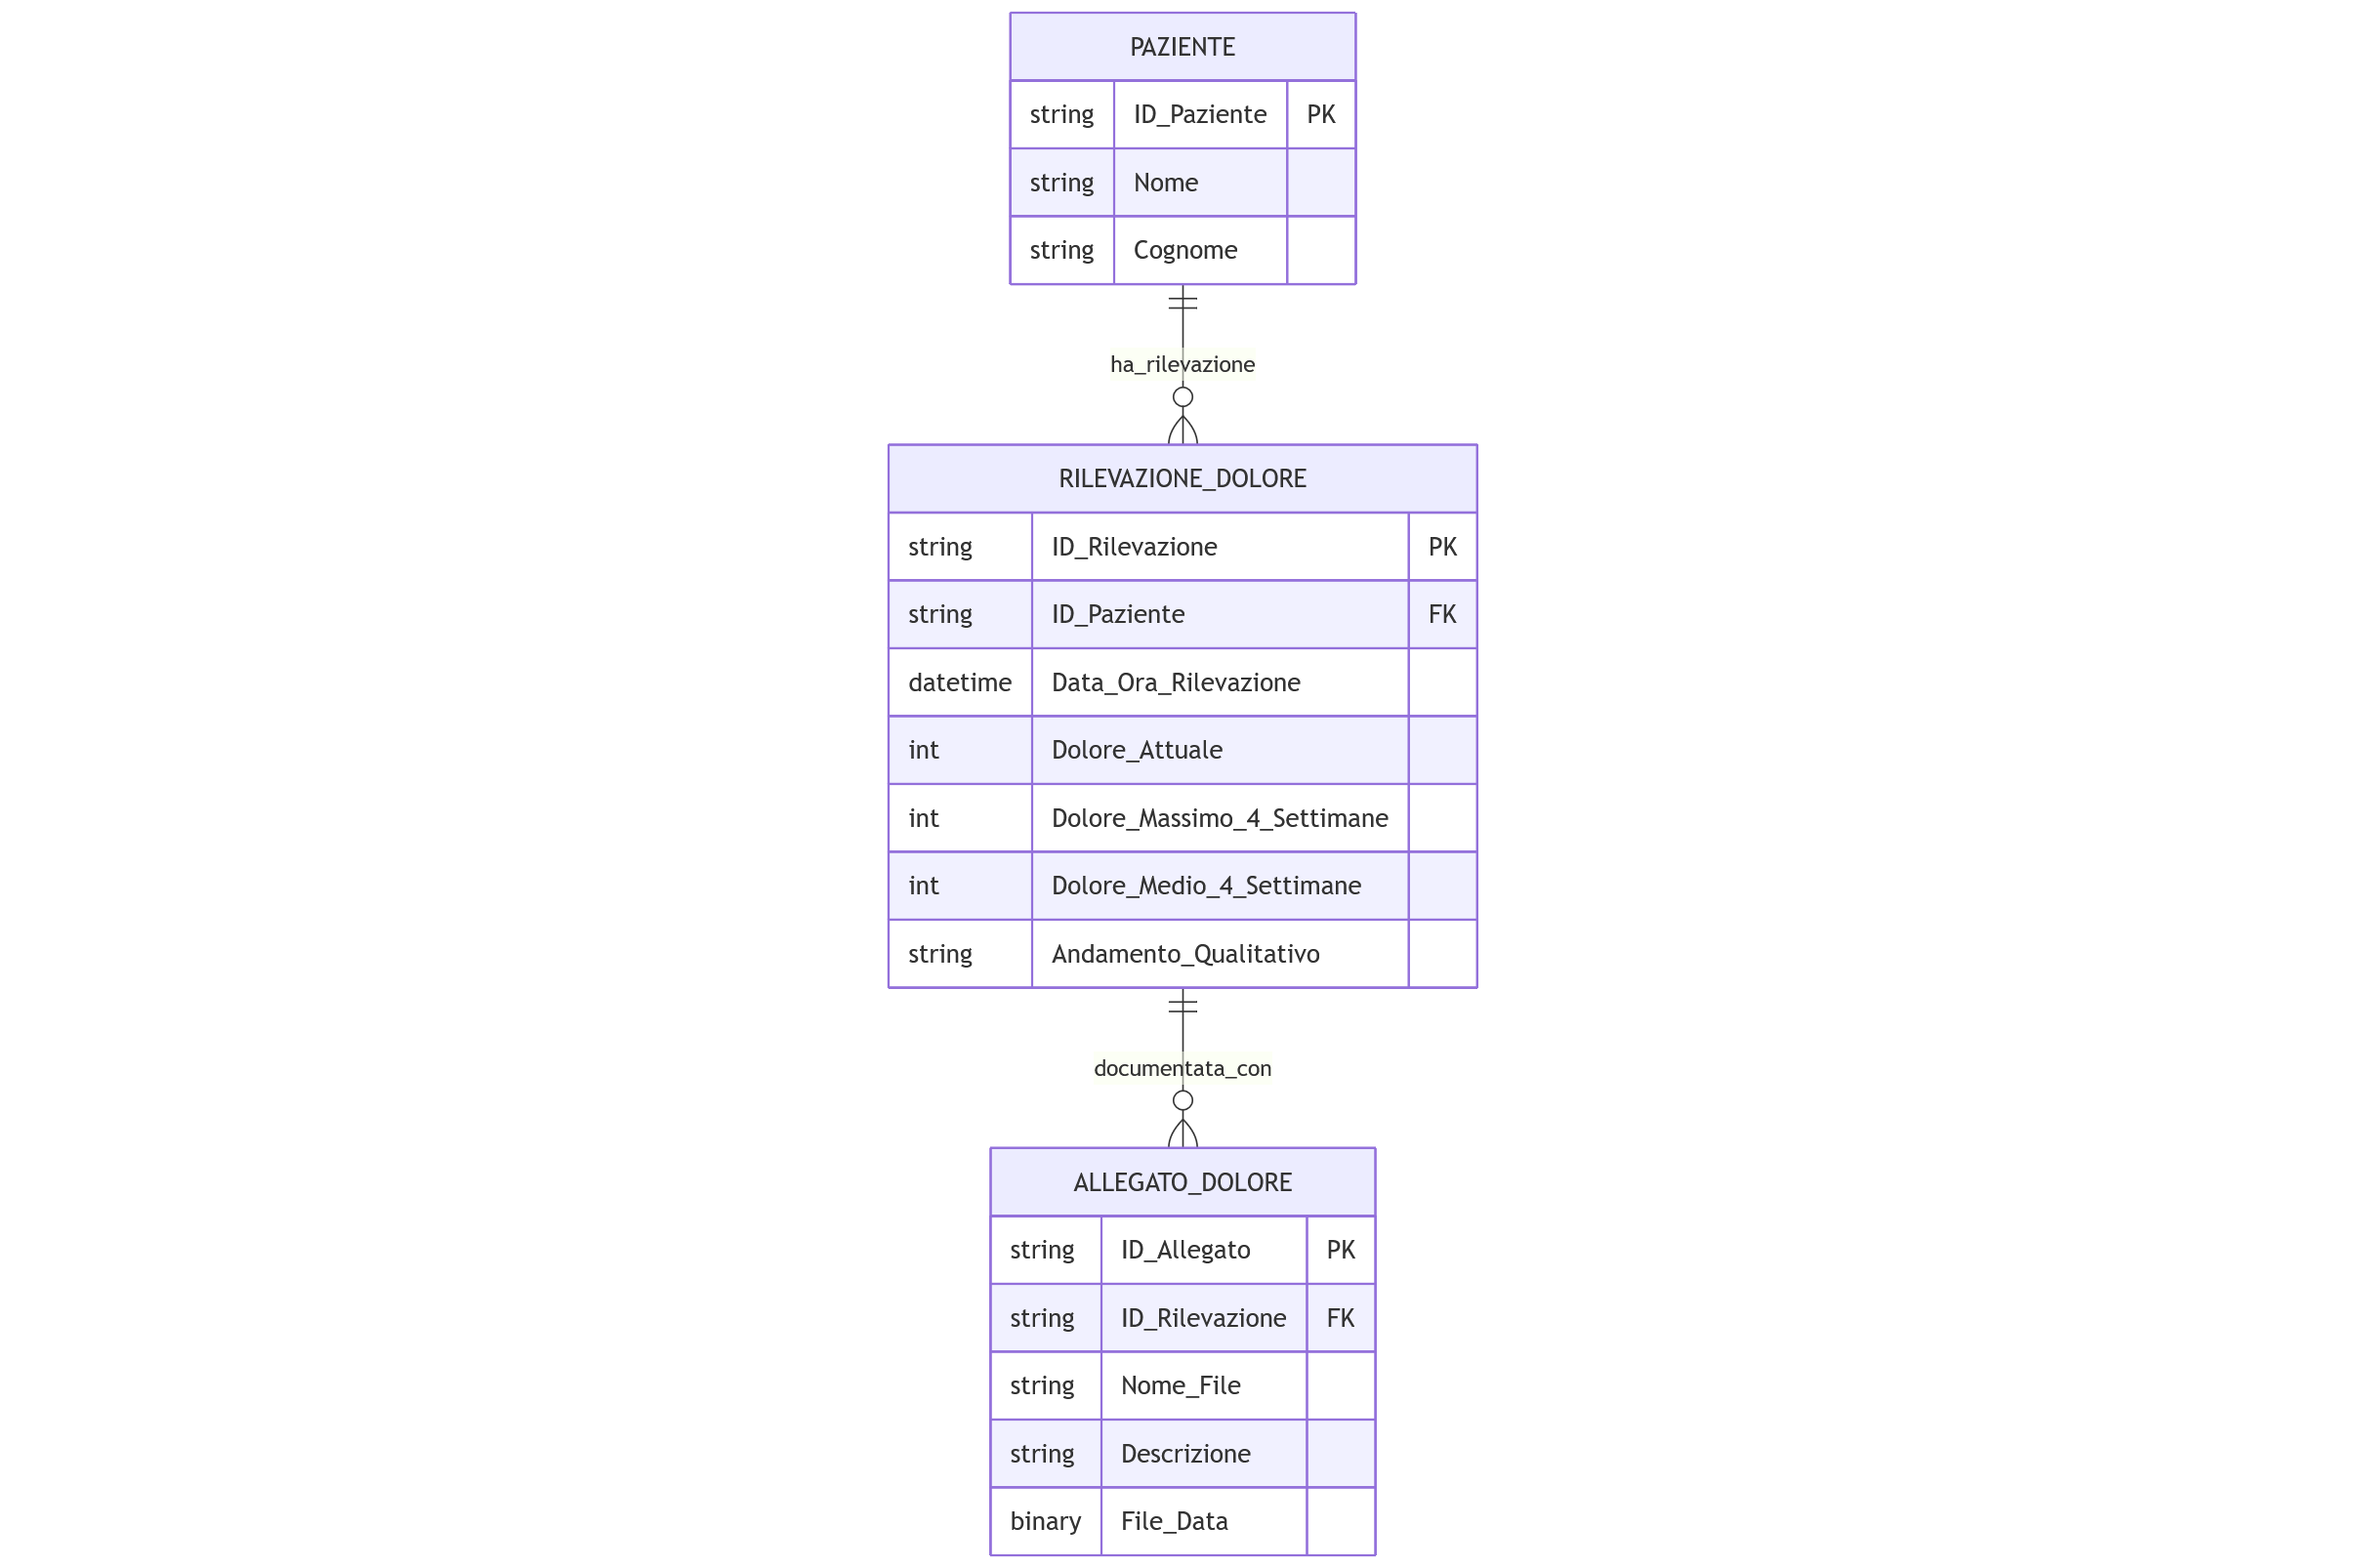 PAZIENTE
string ID_Paziente PK
string Nome
string Cognome
ha_rilevazione
RILEVAZIONE_DOLORE
string ID_Rilevazione PK
string ID_Paziente FK
datetime Data_Ora_Rilevazione
int Dolore_Attuale
int Dolore_Massimo_4_Settimane
int Dolore_Medio_4_Settimane
string Andamento_Qualitativo
documentata_con
ALLEGATO_DOLORE
string ID_Allegato PK
string ID_Rilevazione FK
string Nome_File
string Descrizione
binary File_Data